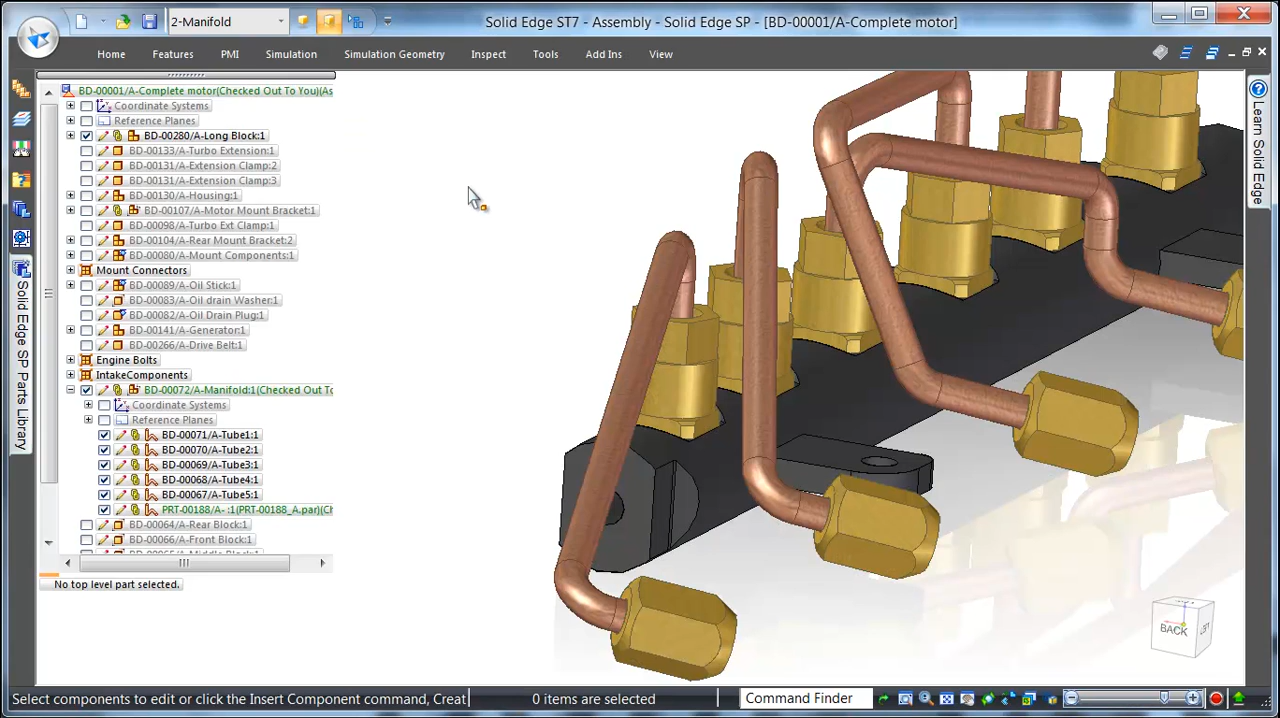 2-Manifold
Solid Edge ST7 - Assembly - Solid Edge SP - [BD-00001/A-Complete motor]
Home Features PMI Simulation Simulation Geometry Inspect Tools Add Ins View
BD-00001/A-Complete motor(Checked Out To You)(As
Coordinate Systems
Reference Planes
BD-00280/A-Long Block:1
BD-00133/A-Turbo Extension:1
BD-00131/A-Extension Clamp:2
BD-00131/A-Extension Clamp:3
BD-00130/A-Housing:1
BD-00107/A-Motor Mount Bracket:1
BD-00098/A-Turbo Ext Clamp:1
BD-00104/A-Rear Mount Bracket:2
BD-00080/A-Mount Components:1
Mount Connectors
BD-00089/A-Oil Stick:1
BD-00083/A-Oil drain Washer:1
BD-00082/A-Oil Drain Plug:1
BD-00141/A-Generator:1
BD-00266/A-Drive Belt:1
Engine Bolts
IntakeComponents
BD-00072/A-Manifold:1(Checked Out To
Coordinate Systems
Reference Planes
BD-00071/A-Tube1:1
BD-00070/A-Tube2:1
BD-00069/A-Tube3:1
BD-00068/A-Tube4:1
BD-00067/A-Tube5:1
PRT-00188/A- :1(PRT-00188_A.par)(Ch
BD-00064/A-Rear Block:1
BD-00066/A-Front Block:1
BD-00065/A-Middle Block:1
No top level part selected.
Solid Edge SP Parts Library
Learn Solid Edge
BACK
LEFT
Select components to edit or click the Insert Component command, Creat
0 items are selected
Command Finder